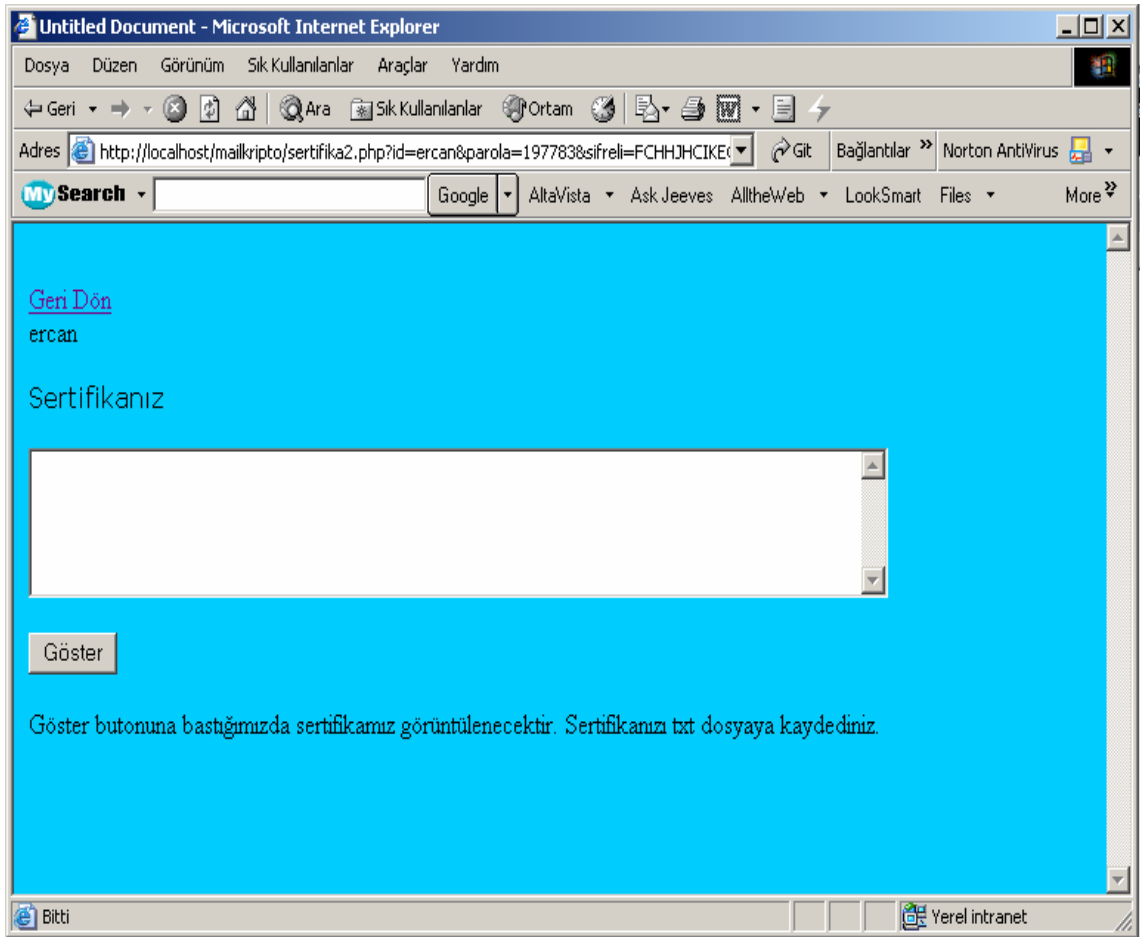 Untitled Document - Microsoft Internet Explorer
Dosya Düzen Görünüm Sık Kullanılanlar Araçlar Yardım
Geri Ara Sık Kullanılanlar Ortam
Adres http://localhost/mailkripto/sertifika2.php?id=ercan&parola=197783&sifreli=FCHHJHCIKE Git Bağlantılar » Norton AntiVirus
My Search Google AltaVista Ask Jeeves AlltheWeb LookSmart Files More »
Geri Dön
ercan
Sertifikanız
Göster
Göster butonuna bastığımızda sertifikamız görüntülenecektir. Sertifikanızı txt dosyaya kaydediniz.
Bitti Yerel intranet